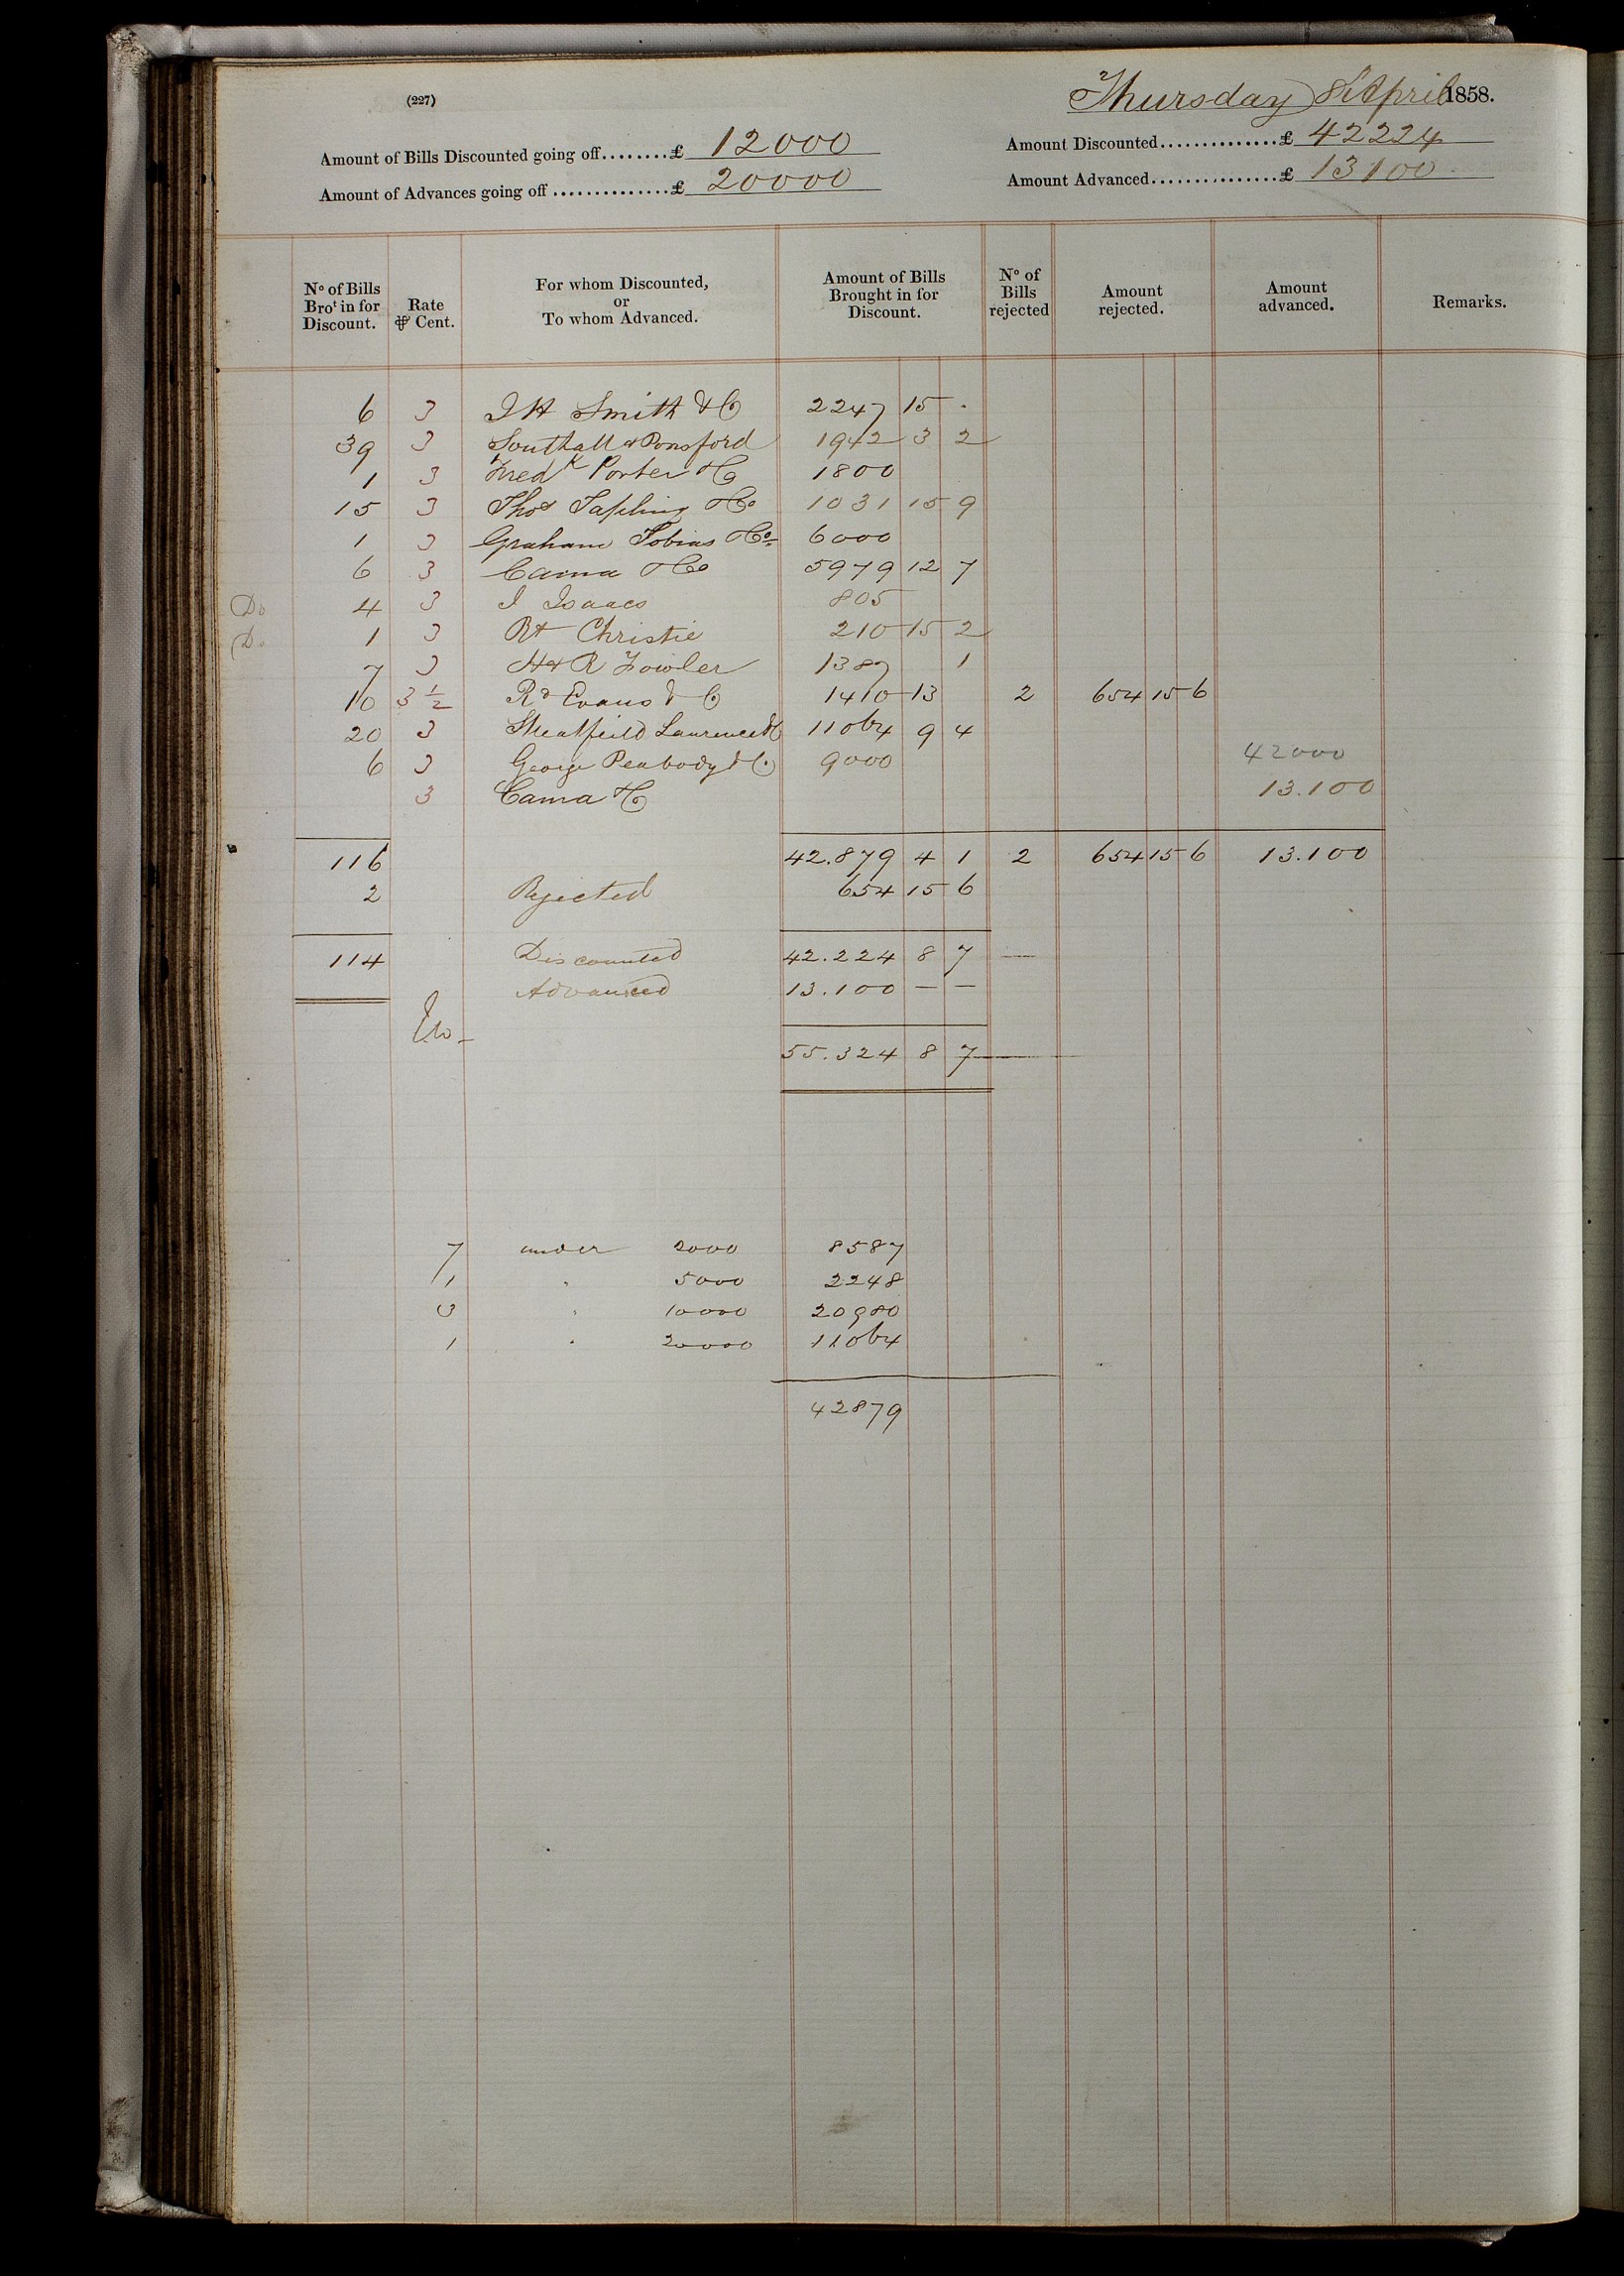 (227)
Thursday 8th April 1858.
Amount of Bills Discounted going off........£ 12000
Amount Discounted..............£ 42224
Amount of Advances going off ..............£ 20000
Amount Advanced...............£ 13100
No of Bills Brot in for Discount.
Rate ⅌ Cent.
For whom Discounted, or To whom Advanced.
Amount of Bills Brought in for Discount.
No of Bills rejected
Amount rejected.
Amount advanced.
Remarks.
6 3 J H Smith & Co 2247 15 .
39 3 Southall & Ponsford 1942 3 2
1 3 Fredk Porter & Co 1800
15 3 Thos Tapling & Co 1031 15 9
1 3 Graham Tobias & Co 6000
6 3 Cama & Co 5979 12 7
Do 4 3 I Isaacs 805
Do 1 3 Rt Christie 210 15 2
7 3 H & R Fowler 1387 1
10 3 1/2 Rd Evans & Co 1410 13 2 654 15 6
20 3 Streatfeild Laurence & Co 11064 9 4
6 3 George Peabody & Co 9000 42000
3 Cama & Co 13.100
116 42.879 4 1 2 654 15 6 13.100
2 Rejected 654 15 6
114 Discounted 42.224 8 7 —
Advanced 13.100 — —
55.324 8 7
7 under 2000 8587
1 " 5000 2248
3 " 10000 20980
1 " 20000 11064
42879